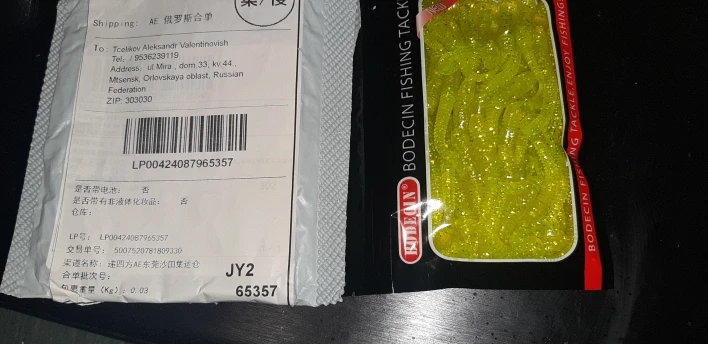 Shipping: AE 俄罗斯合单
To: Tcelikov Aleksandr Valentinovish
Tel: / 9536239119
Address: ul.Mira , dom.33, kv.44 ,
Mtsensk, Orlovskaya oblast, Russian
Federation
ZIP: 303030
LP00424087965357
是否带电池: 否
是否带有非液体化妆品: 否
仓库:
LP号: LP00424087965357
交易单号: 5007520781809330
渠道名称: 递四方AE东莞沙田集运仓
合单批次号:
包裹重量 (Kg): 0.03
JY2
65357
BODECIN FISHING TACK
BODECIN®
BODECIN FISHING TACKLE,ENJOY FISHING